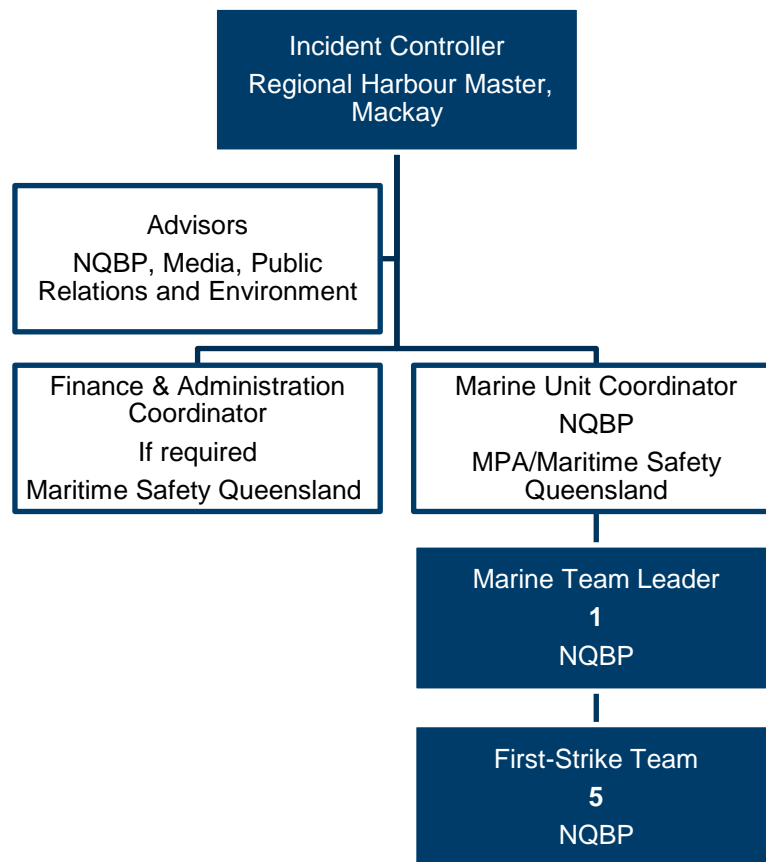 Incident Controller
Regional Harbour Master,
Mackay
Advisors
NQBP, Media, Public
Relations and Environment
Finance & Administration
Coordinator
If required
Maritime Safety Queensland
Marine Unit Coordinator
NQBP
MPA/Maritime Safety
Queensland
Marine Team Leader
1
NQBP
First-Strike Team
5
NQBP